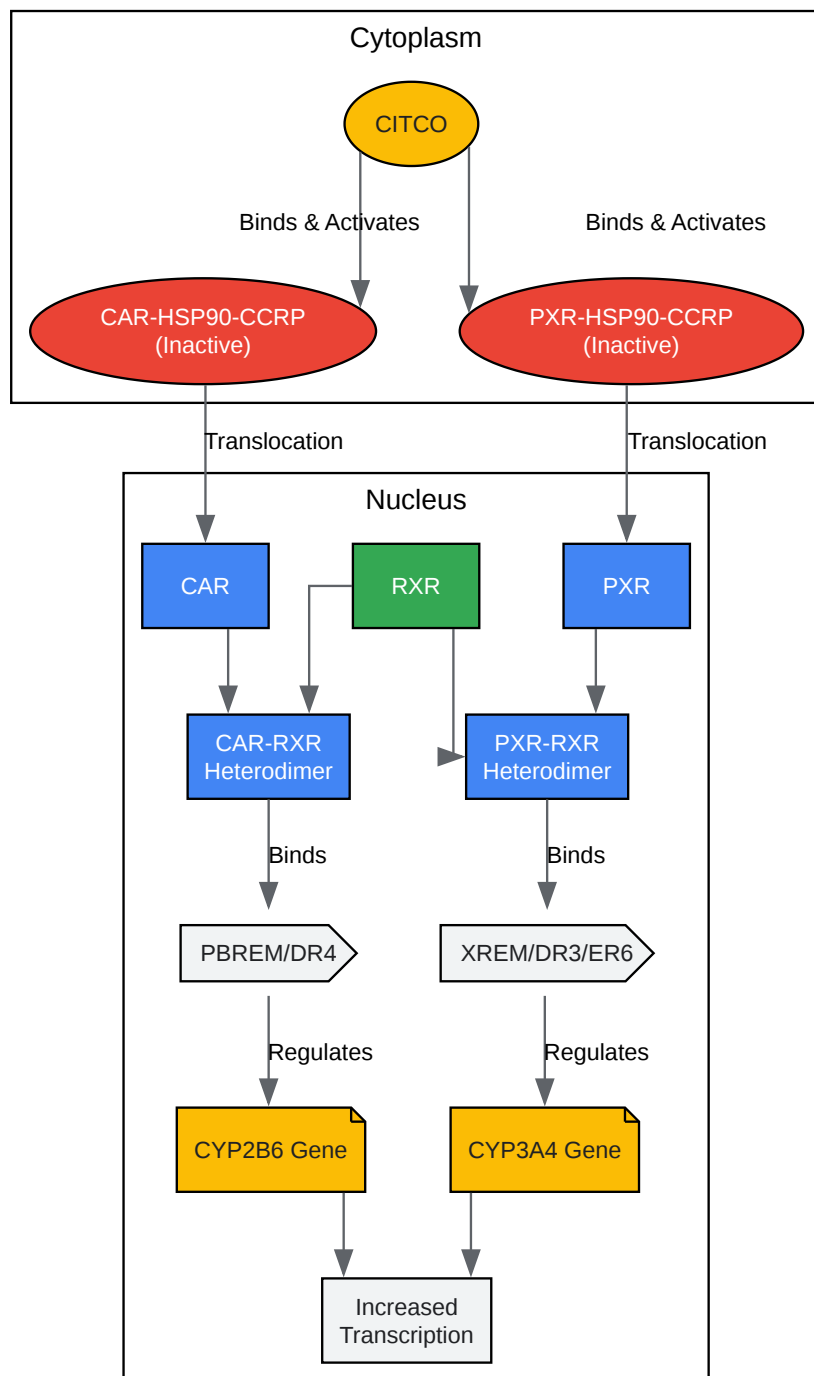 Cytoplasm
CITCO
Binds & Activates
Binds & Activates
CAR-HSP90-CCRP
(Inactive)
PXR-HSP90-CCRP
(Inactive)
Translocation
Translocation
Nucleus
CAR
RXR
PXR
CAR-RXR
Heterodimer
PXR-RXR
Heterodimer
Binds
Binds
PBREM/DR4
XREM/DR3/ER6
Regulates
Regulates
CYP2B6 Gene
CYP3A4 Gene
Increased
Transcription